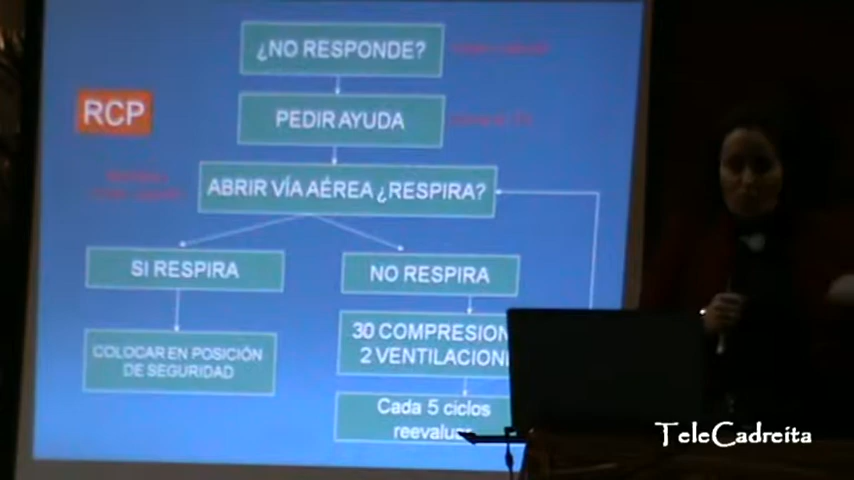 ¿NO RESPONDE?
RCP
PEDIR AYUDA
ABRIR VÍA AÉREA ¿RESPIRA?
SI RESPIRA
NO RESPIRA
30 COMPRESION
2 VENTILACION
COLOCAR EN POSICIÓN
DE SEGURIDAD
Cada 5 ciclos
reevaluar
TeleCadreita